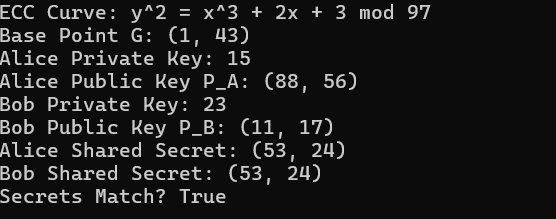 ECC Curve: y^2 = x^3 + 2x + 3 mod 97
Base Point G: (1, 43)
Alice Private Key: 15
Alice Public Key P_A: (88, 56)
Bob Private Key: 23
Bob Public Key P_B: (11, 17)
Alice Shared Secret: (53, 24)
Bob Shared Secret: (53, 24)
Secrets Match? True